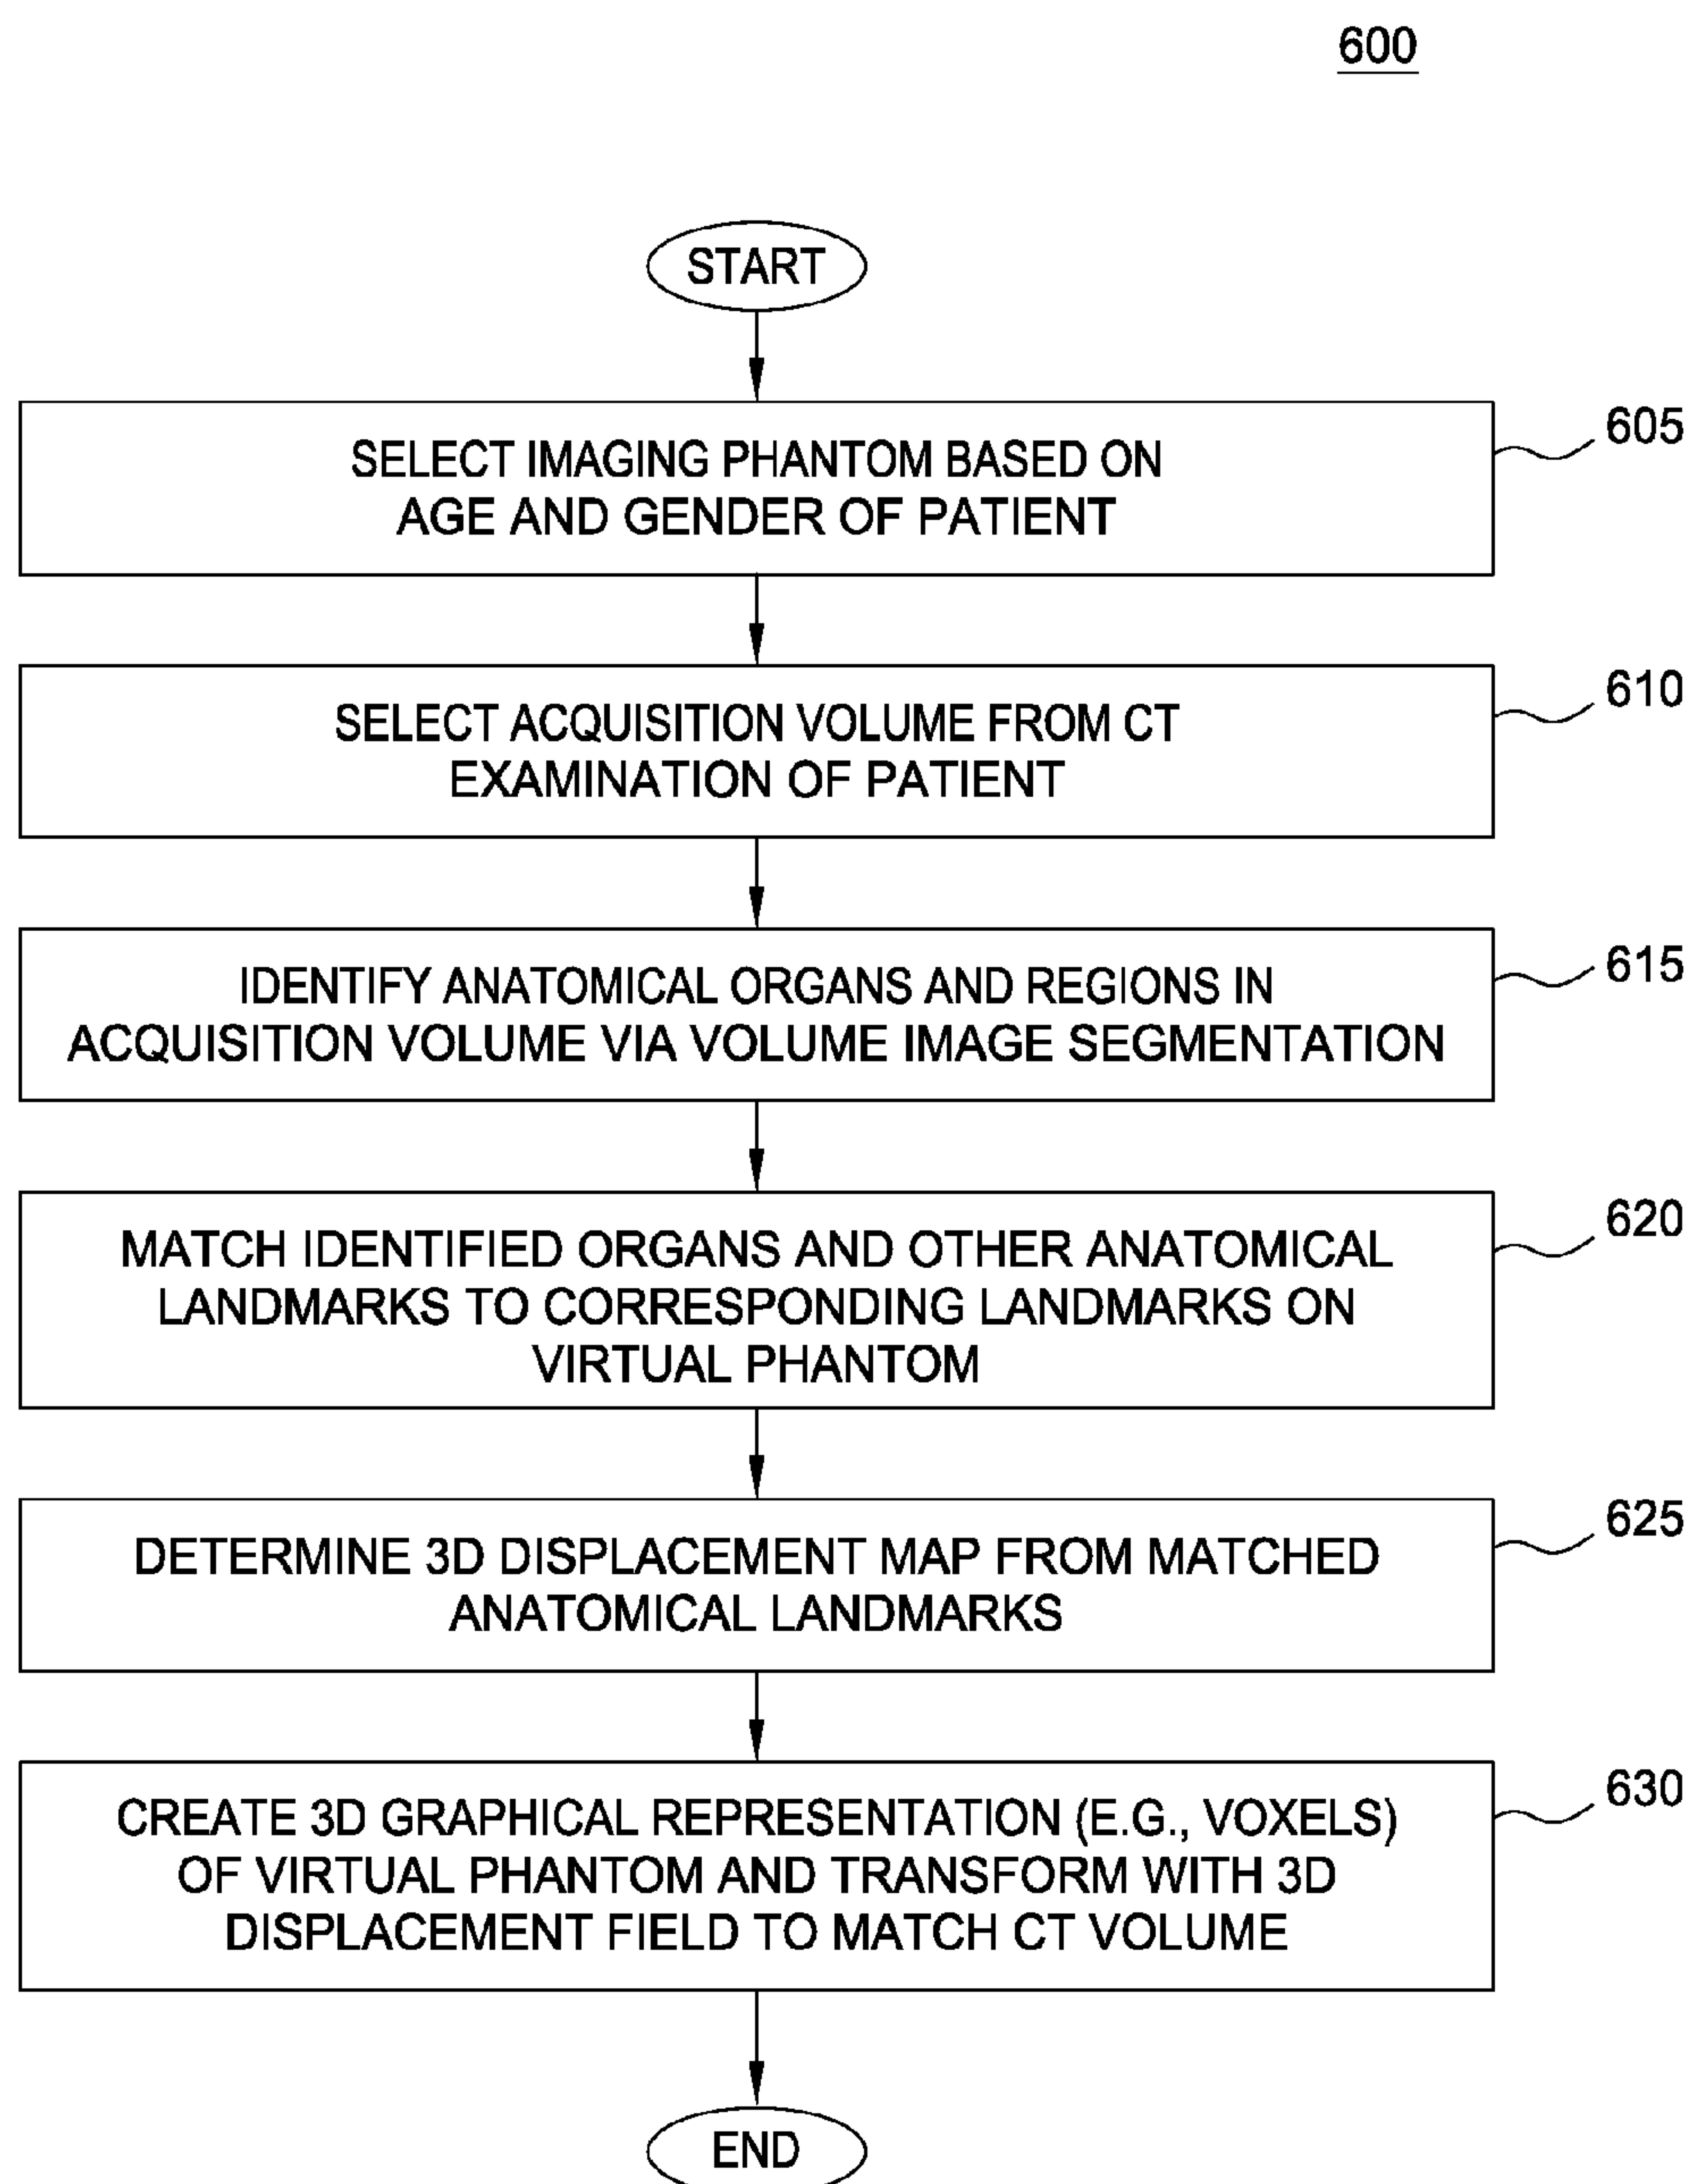 600
START
SELECT IMAGING PHANTOM BASED ON
AGE AND GENDER OF PATIENT
605
SELECT ACQUISITION VOLUME FROM CT
EXAMINATION OF PATIENT
610
IDENTIFY ANATOMICAL ORGANS AND REGIONS IN
ACQUISITION VOLUME VIA VOLUME IMAGE SEGMENTATION
615
MATCH IDENTIFIED ORGANS AND OTHER ANATOMICAL
LANDMARKS TO CORRESPONDING LANDMARKS ON
VIRTUAL PHANTOM
620
DETERMINE 3D DISPLACEMENT MAP FROM MATCHED
ANATOMICAL LANDMARKS
625
CREATE 3D GRAPHICAL REPRESENTATION (E.G., VOXELS)
OF VIRTUAL PHANTOM AND TRANSFORM WITH 3D
DISPLACEMENT FIELD TO MATCH CT VOLUME
630
END